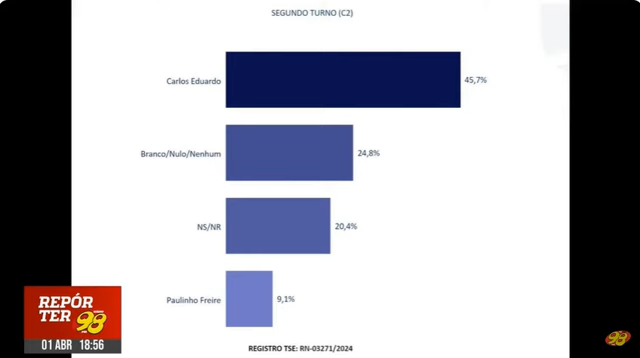 SEGUNDO TURNO (C2)
Carlos Eduardo
45,7%
Branco/Nulo/Nenhum
24,8%
NS/NR
20,4%
Paulinho Freire
9,1%
REGISTRO TSE: RN-03271/2024
REPÓR
TER 98
01 ABR 18:56
98